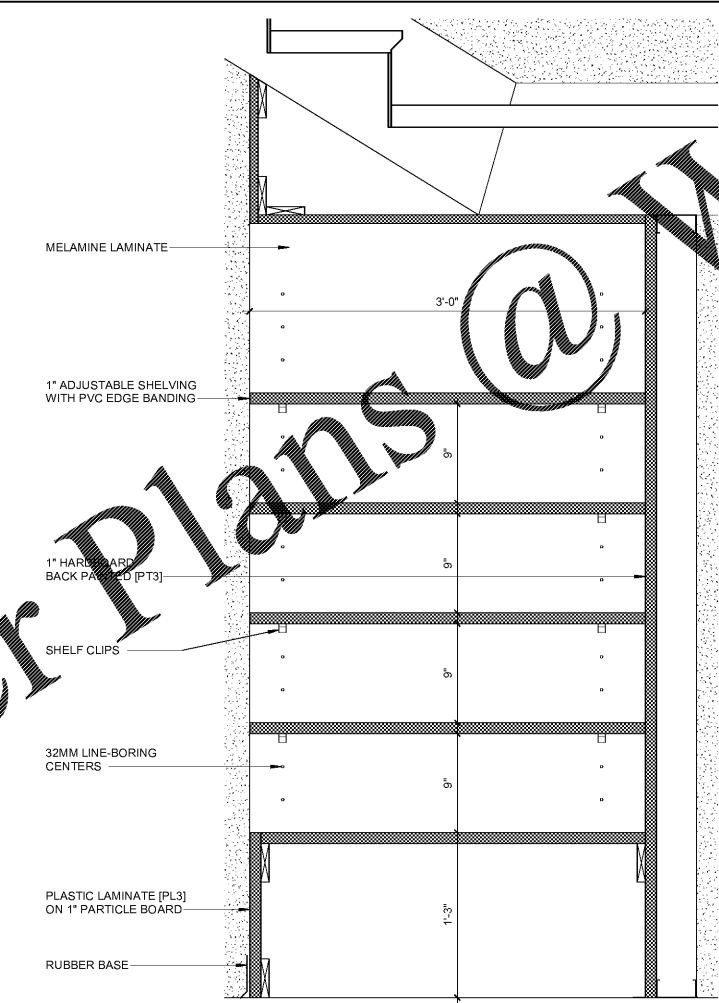 MELAMINE LAMINATE
3'-0"
1" ADJUSTABLE SHELVING
WITH PVC EDGE BANDING
9"
1" HARDBOARD
BACK PAINTED [PT3]
9"
SHELF CLIPS
9"
32MM LINE-BORING
CENTERS
9"
PLASTIC LAMINATE [PL3]
ON 1" PARTICLE BOARD
1'-3"
RUBBER BASE
er Plans @ W